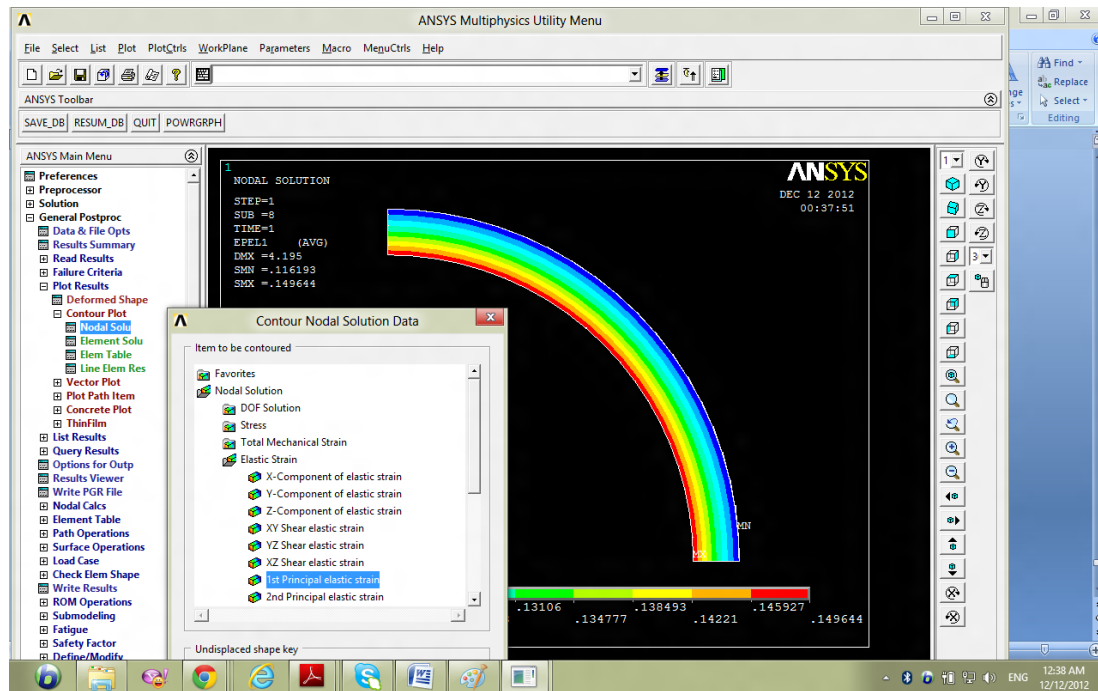 ANSYS Multiphysics Utility Menu
File Select List Plot PlotCtrls WorkPlane Parameters Macro MenuCtrls Help
ANSYS Toolbar
SAVE_DB RESUM_DB QUIT POWRGRPH
ANSYS Main Menu
Preferences
Preprocessor
Solution
General Postproc
Data & File Opts
Results Summary
Read Results
Failure Criteria
Plot Results
Deformed Shape
Contour Plot
Nodal Solu
Element Solu
Elem Table
Line Elem Res
Vector Plot
Plot Path Item
Concrete Plot
ThinFilm
List Results
Query Results
Options for Outp
Results Viewer
Write PGR File
Nodal Calcs
Element Table
Path Operations
Surface Operations
Load Case
Check Elem Shape
Write Results
ROM Operations
Submodeling
Fatigue
Safety Factor
Define/Modify
1
NODAL SOLUTION
STEP=1
SUB =8
TIME=1
EPEL1 (AVG)
DMX =4.195
SMN =.116193
SMX =.149644
ANSYS
DEC 12 2012
00:37:51
MN
MX
.13106 .138493 .145927
.134777 .14221 .149644
Contour Nodal Solution Data
Item to be contoured
Favorites
Nodal Solution
DOF Solution
Stress
Total Mechanical Strain
Elastic Strain
X-Component of elastic strain
Y-Component of elastic strain
Z-Component of elastic strain
XY Shear elastic strain
YZ Shear elastic strain
XZ Shear elastic strain
1st Principal elastic strain
2nd Principal elastic strain
Undisplaced shape key
1
3
Find
Replace
Select
Editing
ENG
12:38 AM
12/12/2012